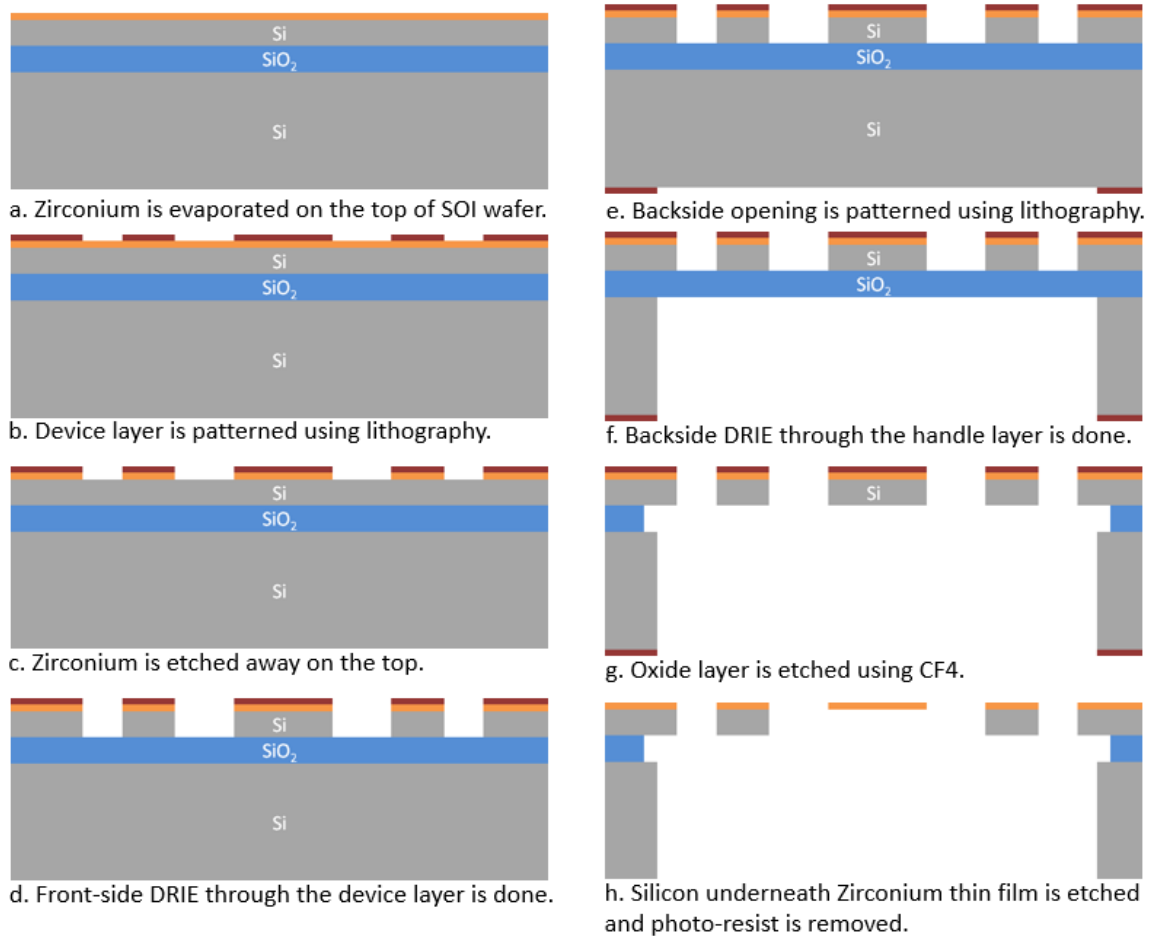 Si
SiO2
Si
a. Zirconium is evaporated on the top of SOI wafer.
Si
SiO2
Si
b. Device layer is patterned using lithography.
Si
SiO2
Si
c. Zirconium is etched away on the top.
Si
SiO2
Si
d. Front-side DRIE through the device layer is done.
Si
SiO2
Si
e. Backside opening is patterned using lithography.
Si
SiO2
f. Backside DRIE through the handle layer is done.
Si
g. Oxide layer is etched using CF4.
h. Silicon underneath Zirconium thin film is etched
and photo-resist is removed.